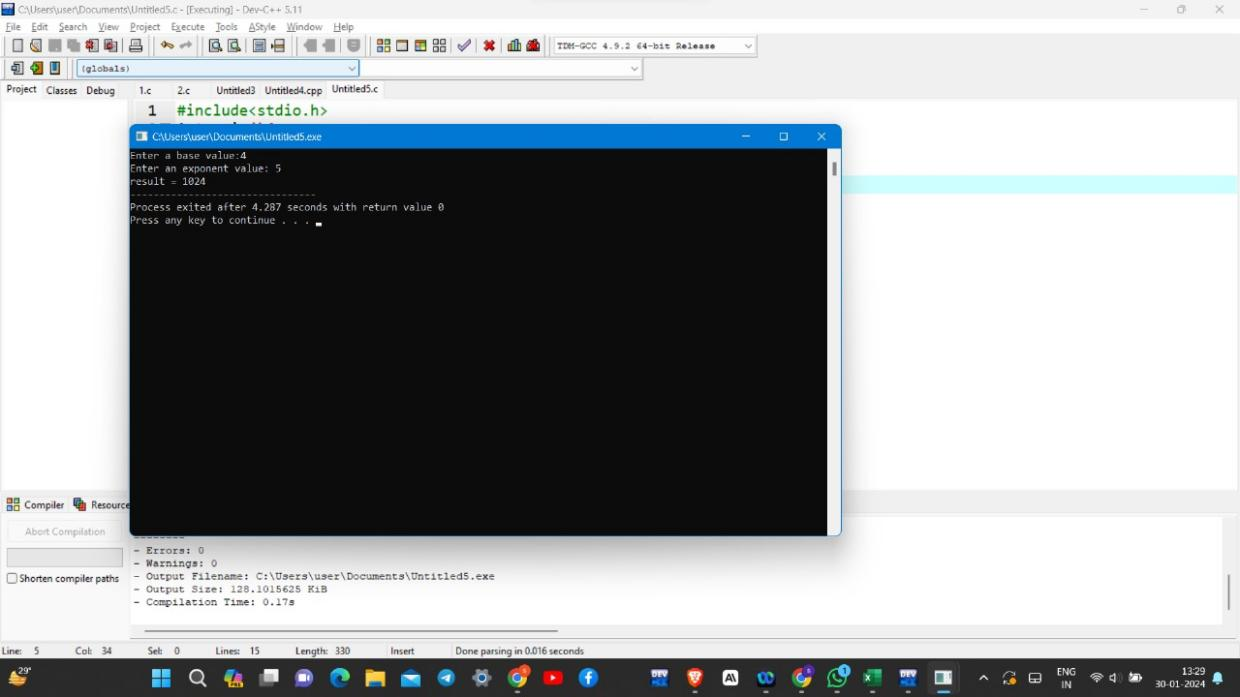 C:\Users\user\Documents\Untitled5.c - [Executing] - Dev-C++ 5.11
File Edit Search View Project Execute Tools AStyle Window Help
TDM-GCC 4.9.2 64-bit Release
(globals)
Project Classes Debug
1.c 2.c Untitled3 Untitled4.cpp Untitled5.c
1 #include<stdio.h>
C:\Users\user\Documents\Untitled5.exe
Enter a base value:4
Enter an exponent value: 5
result = 1024
--------------------------------
Process exited after 4.287 seconds with return value 0
Press any key to continue . . .
Compiler Resource
Abort Compilation
Shorten compiler paths
--------
- Errors: 0
- Warnings: 0
- Output Filename: C:\Users\user\Documents\Untitled5.exe
- Output Size: 128.1015625 KiB
- Compilation Time: 0.17s
Line: 5 Col: 34 Sel: 0 Lines: 15 Length: 330 Insert Done parsing in 0.016 seconds
29°
ENG
IN
13:29
30-01-2024